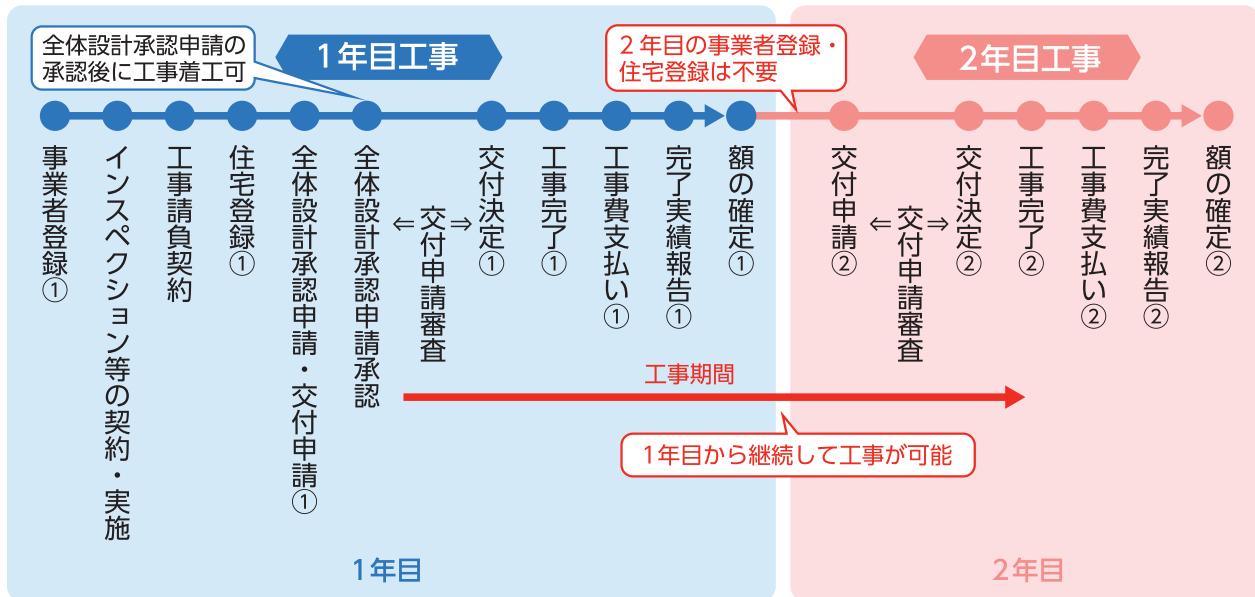 全体設計承認申請の
承認後に工事着工可
1年目工事
2年目の事業者登録・
住宅登録は不要
2年目工事
事業者登録①
インスペクション等の契約・実施
工事請負契約
住宅登録①
全体設計承認申請・交付申請①
全体設計承認申請承認
⇐交付申請審査⇒
交付決定①
工事完了①
工事費支払い①
完了実績報告①
額の確定①
交付申請②
⇐交付申請審査⇒
交付決定②
工事完了②
工事費支払い②
完了実績報告②
額の確定②
工事期間
1年目から継続して工事が可能
1年目
2年目